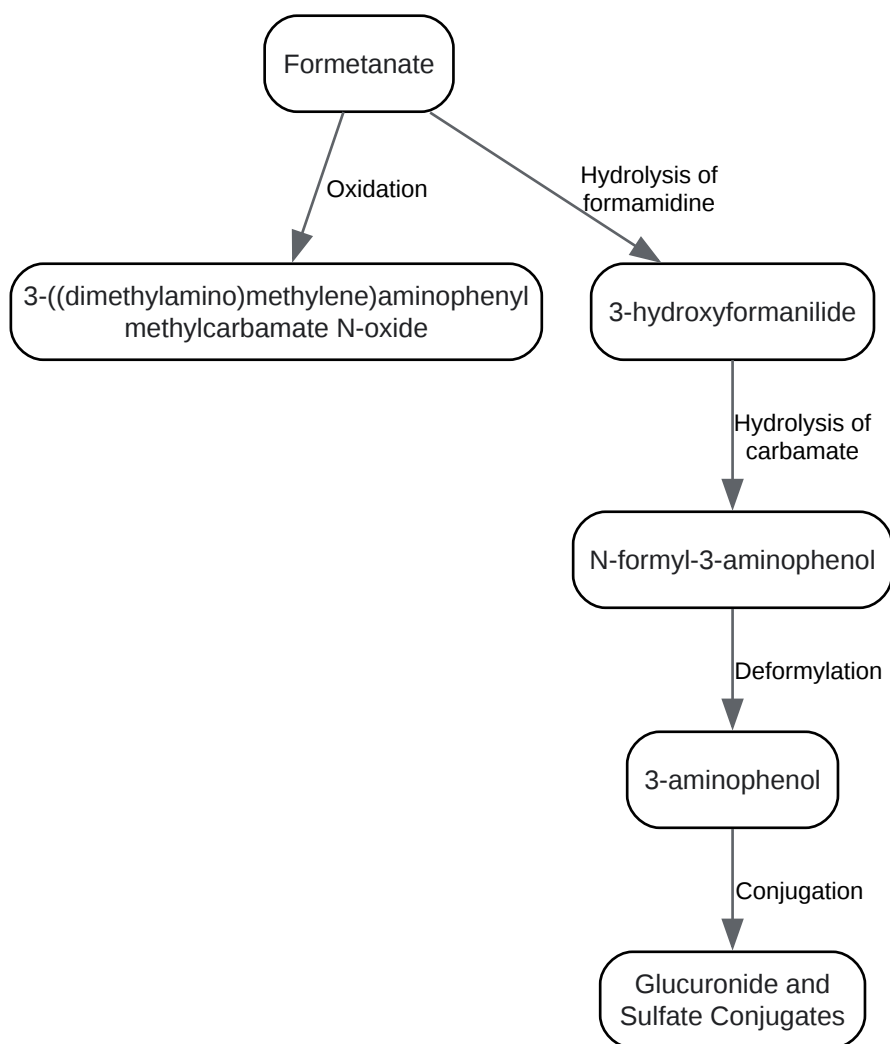 Formetanate
Oxidation
Hydrolysis of
formamidine
3-((dimethylamino)methylene)aminophenyl
methylcarbamate N-oxide
3-hydroxyformanilide
Hydrolysis of
carbamate
N-formyl-3-aminophenol
Deformylation
3-aminophenol
Conjugation
Glucuronide and
Sulfate Conjugates